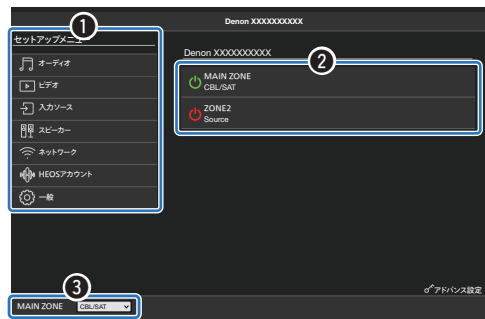 Denon XXXXXXXXXX
1
セットアップメニュー
オーディオ
ビデオ
入力ソース
スピーカー
ネットワーク
HEOSアカウント
一般
Denon XXXXXXXXXX
2
MAIN ZONE
CBL/SAT
ZONE2
Source
アドバンス設定
3
MAIN ZONE CBL/SAT